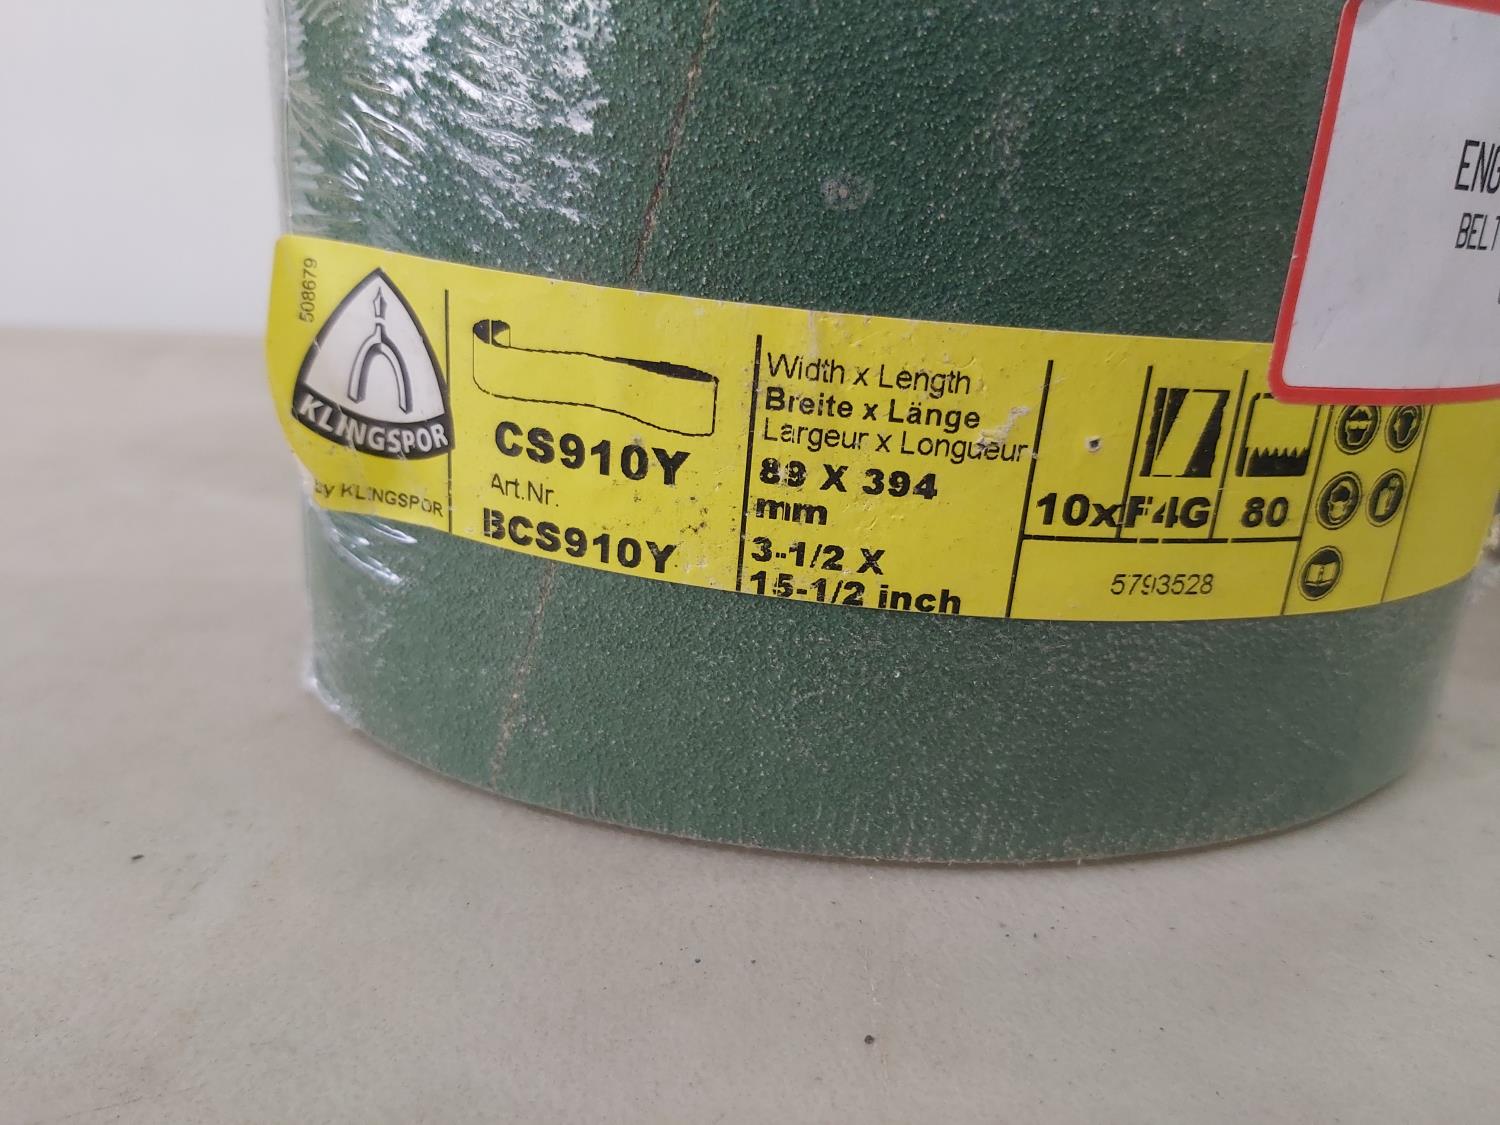 508679
KLINGSPOR
by KLINGSPOR
CS910Y
Art.Nr.
BCS910Y
Width x Length
Breite x Länge
Largeur x Longueur
89 X 394
mm
3-1/2 X
15-1/2 inch
10x
F4G
80
5793528
ENG
BELT